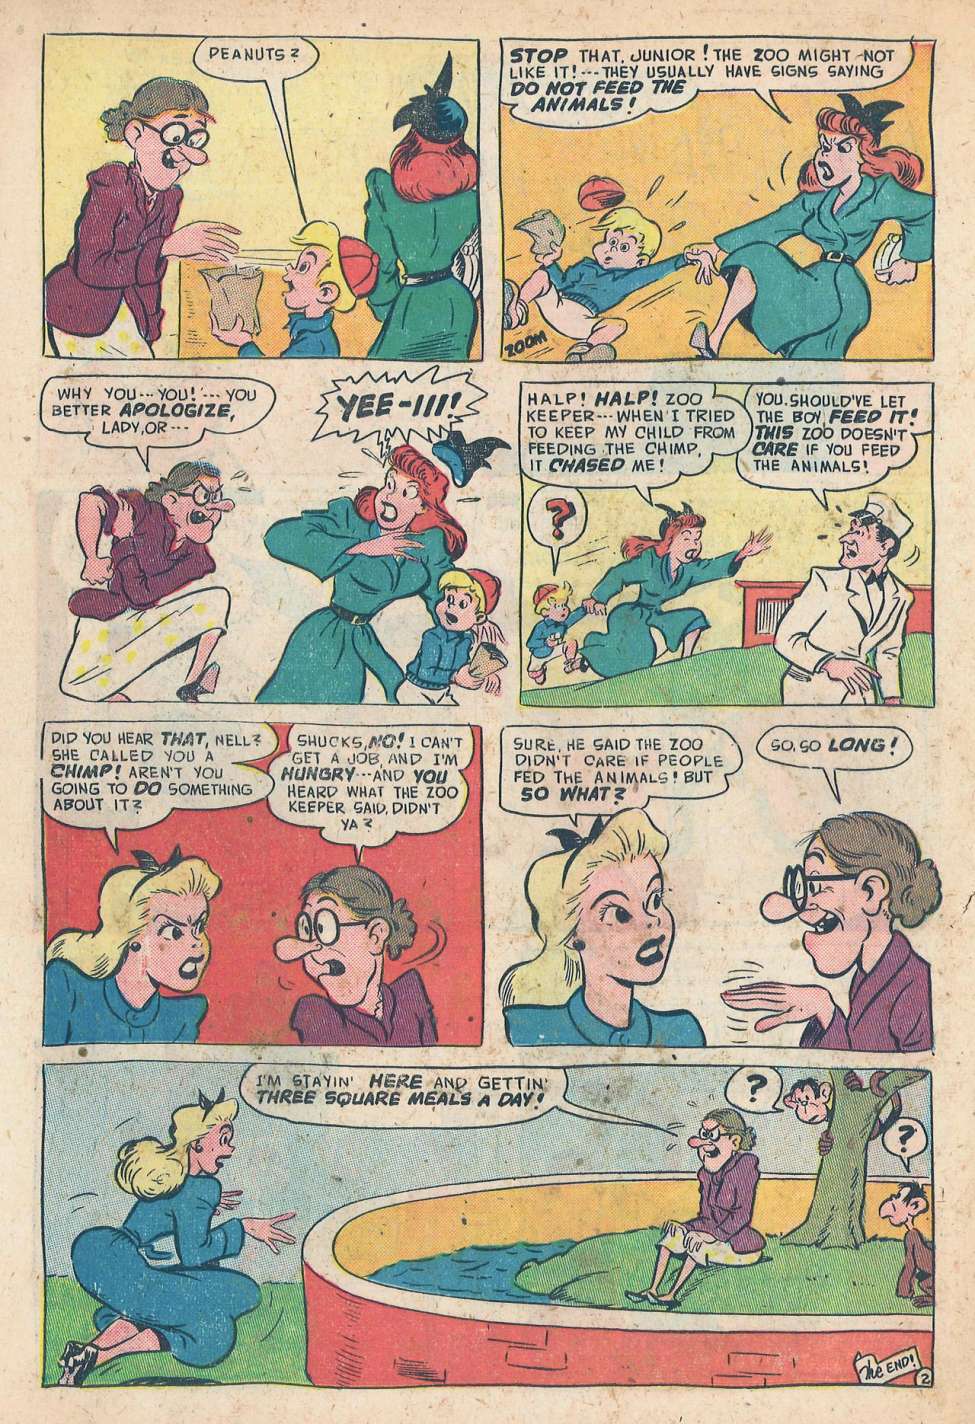 PEANUTS?
STOP THAT, JUNIOR! THE ZOO MIGHT NOT
LIKE IT!---THEY USUALLY HAVE SIGNS SAYING
DO NOT FEED THE
ANIMALS!
ZOOM
WHY YOU---YOU!---YOU
BETTER APOLOGIZE,
LADY, OR---
YEE-III!
HALP! HALP! ZOO
KEEPER---WHEN I TRIED
TO KEEP MY CHILD FROM
FEEDING THE CHIMP,
IT CHASED ME!
YOU SHOULD'VE LET
THE BOY FEED IT!
THIS ZOO DOESN'T
CARE IF YOU FEED
THE ANIMALS!
?
DID YOU HEAR THAT, NELL?
SHE CALLED YOU A
CHIMP! AREN'T YOU
GOING TO DO SOMETHING
ABOUT IT?
SHUCKS, NO! I CAN'T
GET A JOB, AND I'M
HUNGRY---AND YOU
HEARD WHAT THE ZOO
KEEPER SAID, DIDN'T
YA?
SURE, HE SAID THE ZOO
DIDN'T CARE IF PEOPLE
FED THE ANIMALS! BUT
SO WHAT?
SO, SO LONG!
I'M STAYIN' HERE AND GETTIN'
THREE SQUARE MEALS A DAY!
?
?
The END!
2